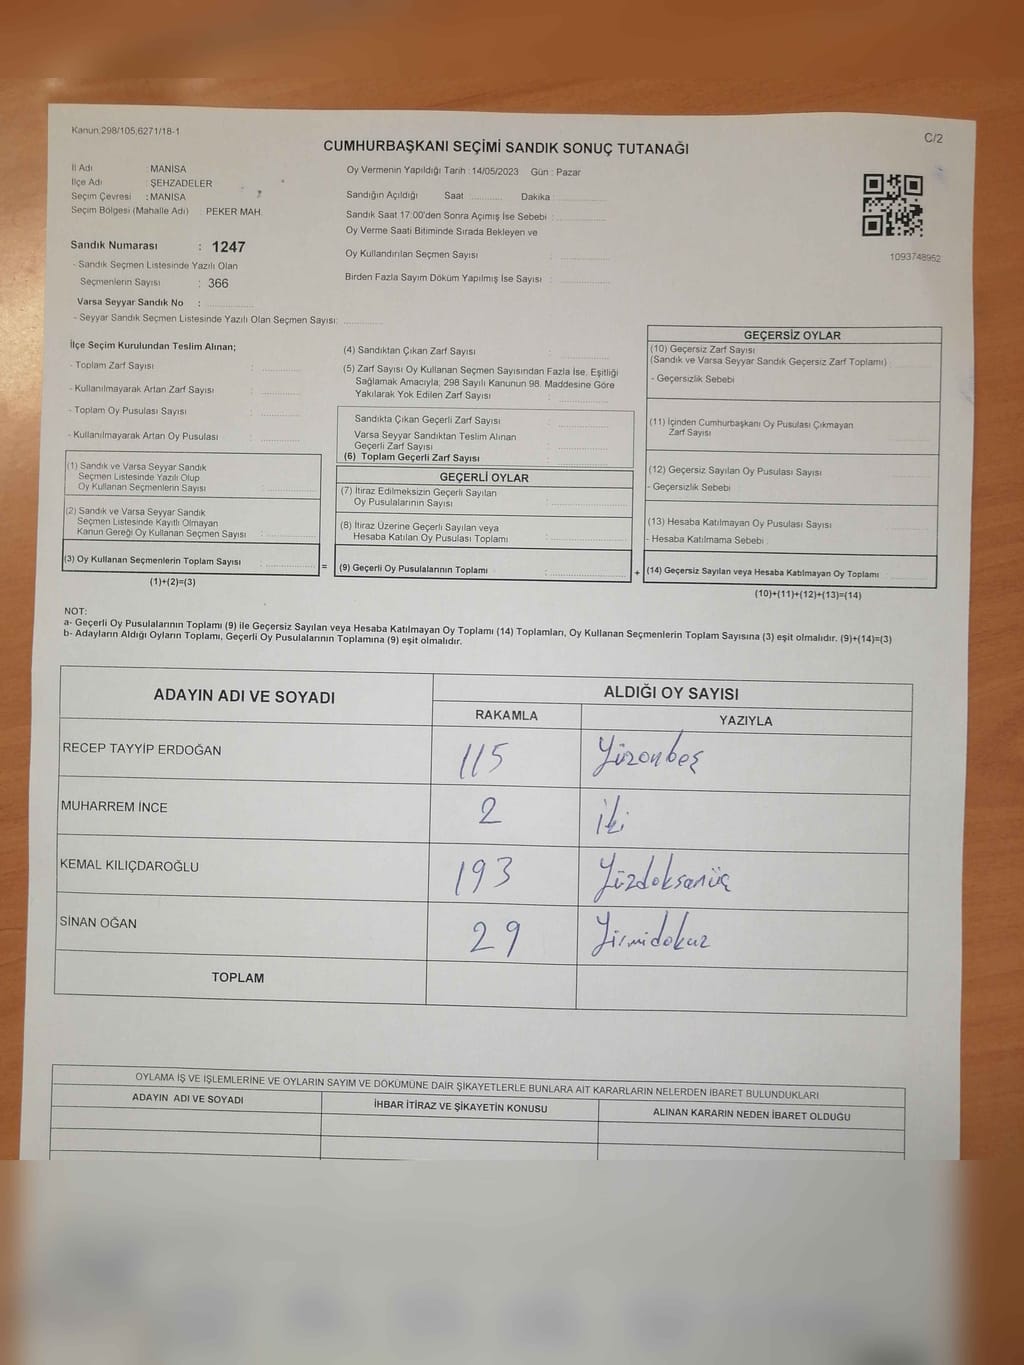 Kanun;298/105;6271/18-1
C/2
CUMHURBAŞKANI SEÇİMİ SANDIK SONUÇ TUTANAĞI
İl Adı : MANİSA
İlçe Adı : ŞEHZADELER
Seçim Çevresi : MANİSA
Seçim Bölgesi (Mahalle Adı) : PEKER MAH.
Sandık Numarası : 1247
- Sandık Seçmen Listesinde Yazılı Olan
Seçmenlerin Sayısı : 366
Varsa Seyyar Sandık No :
- Seyyar Sandık Seçmen Listesinde Yazılı Olan Seçmen Sayısı:
Oy Vermenin Yapıldığı Tarih :14/05/2023 Gün : Pazar
Sandığın Açıldığı Saat Dakika :
Sandık Saat 17:00'den Sonra Açımış İse Sebebi :
Oy Verme Saati Bitiminde Sırada Bekleyen ve
Oy Kullandırılan Seçmen Sayısı :
Birden Fazla Sayım Döküm Yapılmış İse Sayısı :
1093748952
İlçe Seçim Kurulundan Teslim Alınan;
- Toplam Zarf Sayısı :
- Kullanılmayarak Artan Zarf Sayısı :
- Toplam Oy Pusulası Sayısı :
- Kullanılmayarak Artan Oy Pusulası :
(1) Sandık ve Varsa Seyyar Sandık
Seçmen Listesinde Yazılı Olup
Oy Kullanan Seçmenlerin Sayısı :
(2) Sandık ve Varsa Seyyar Sandık
Seçmen Listesinde Kayıtlı Olmayan
Kanun Gereği Oy Kullanan Seçmen Sayısı :
(3) Oy Kullanan Seçmenlerin Toplam Sayısı :
(1)+(2)=(3)
(4) Sandıktan Çıkan Zarf Sayısı :
(5) Zarf Sayısı Oy Kullanan Seçmen Sayısından Fazla İse, Eşitliği
Sağlamak Amacıyla; 298 Sayılı Kanunun 98. Maddesine Göre
Yakılarak Yok Edilen Zarf Sayısı :
Sandıkta Çıkan Geçerli Zarf Sayısı :
Varsa Seyyar Sandıktan Teslim Alınan
Geçerli Zarf Sayısı :
(6) Toplam Geçerli Zarf Sayısı :
GEÇERLİ OYLAR
(7) İtiraz Edilmeksizin Geçerli Sayılan
Oy Pusulalarının Sayısı :
(8) İtiraz Üzerine Geçerli Sayılan veya
Hesaba Katılan Oy Pusulası Toplamı :
= (9) Geçerli Oy Pusulalarının Toplamı :
GEÇERSİZ OYLAR
(10) Geçersiz Zarf Sayısı
(Sandık ve Varsa Seyyar Sandık Geçersiz Zarf Toplamı)
- Geçersizlik Sebebi
(11) İçinden Cumhurbaşkanı Oy Pusulası Çıkmayan
Zarf Sayısı
(12) Geçersiz Sayılan Oy Pusulası Sayısı
- Geçersizlik Sebebi
(13) Hesaba Katılmayan Oy Pusulası Sayısı
- Hesaba Katılmama Sebebi
+ (14) Geçersiz Sayılan veya Hesaba Katılmayan Oy Toplamı
(10)+(11)+(12)+(13)=(14)
NOT:
a- Geçerli Oy Pusulalarının Toplamı (9) ile Geçersiz Sayılan veya Hesaba Katılmayan Oy Toplamı (14) Toplamları, Oy Kullanan Seçmenlerin Toplam Sayısına (3) eşit olmalıdır. (9)+(14)=(3)
b- Adayların Aldığı Oyların Toplamı, Geçerli Oy Pusulalarının Toplamına (9) eşit olmalıdır.
ADAYIN ADI VE SOYADI
ALDIĞI OY SAYISI
RAKAMLA YAZIYLA
RECEP TAYYİP ERDOĞAN 115 Yüzonbeş
MUHARREM İNCE 2 iki
KEMAL KILIÇDAROĞLU 193 Yüzdoksanüç
SİNAN OĞAN 29 Yirmidokuz
TOPLAM
OYLAMA İŞ VE İŞLEMLERİNE VE OYLARIN SAYIM VE DÖKÜMÜNE DAİR ŞİKAYETLERLE BUNLARA AİT KARARLARIN NELERDEN İBARET BULUNDUKLARI
ADAYIN ADI VE SOYADI İHBAR İTİRAZ VE ŞİKAYETİN KONUSU ALINAN KARARIN NEDEN İBARET OLDUĞU